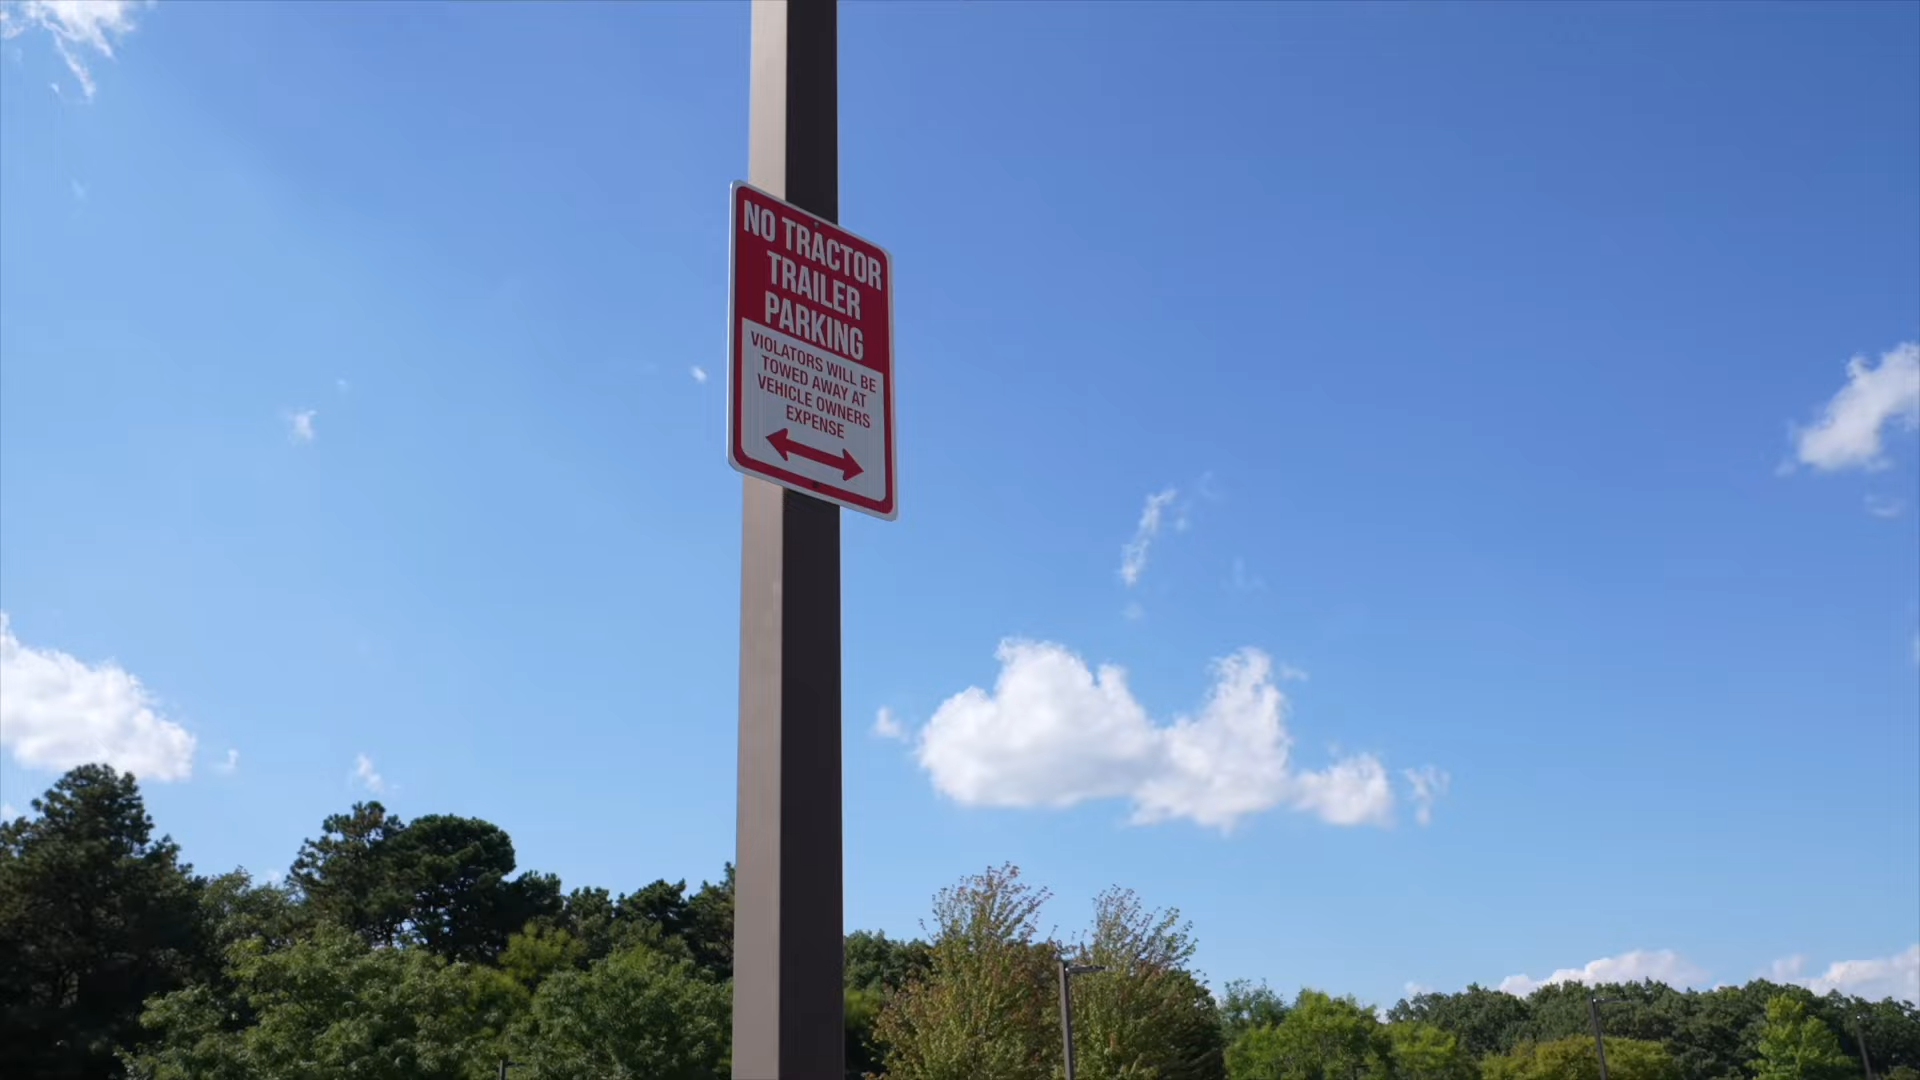 NO TRACTOR
TRAILER
PARKING
VIOLATORS WILL BE
TOWED AWAY AT
VEHICLE OWNERS
EXPENSE